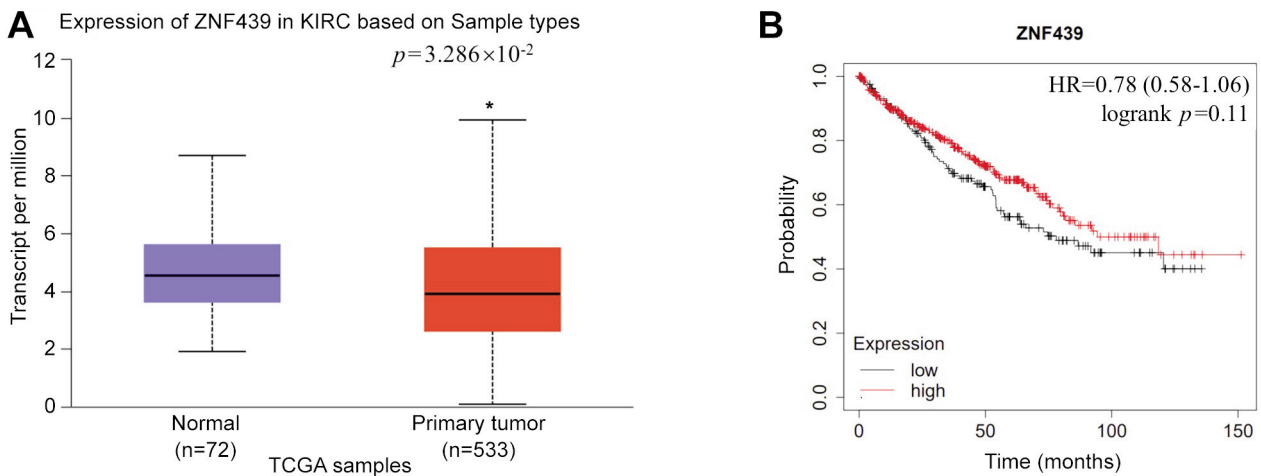 A
Expression of ZNF439 in KIRC based on Sample types
p=3.286×10-2
Transcript per million
12
10
8
6
4
2
0
*
Normal
(n=72)
Primary tumor
(n=533)
TCGA samples
B
ZNF439
HR=0.78 (0.58-1.06)
logrank p=0.11
Probability
1.0
0.8
0.6
0.4
0.2
0.0
Expression
low
high
0
50
100
150
Time (months)